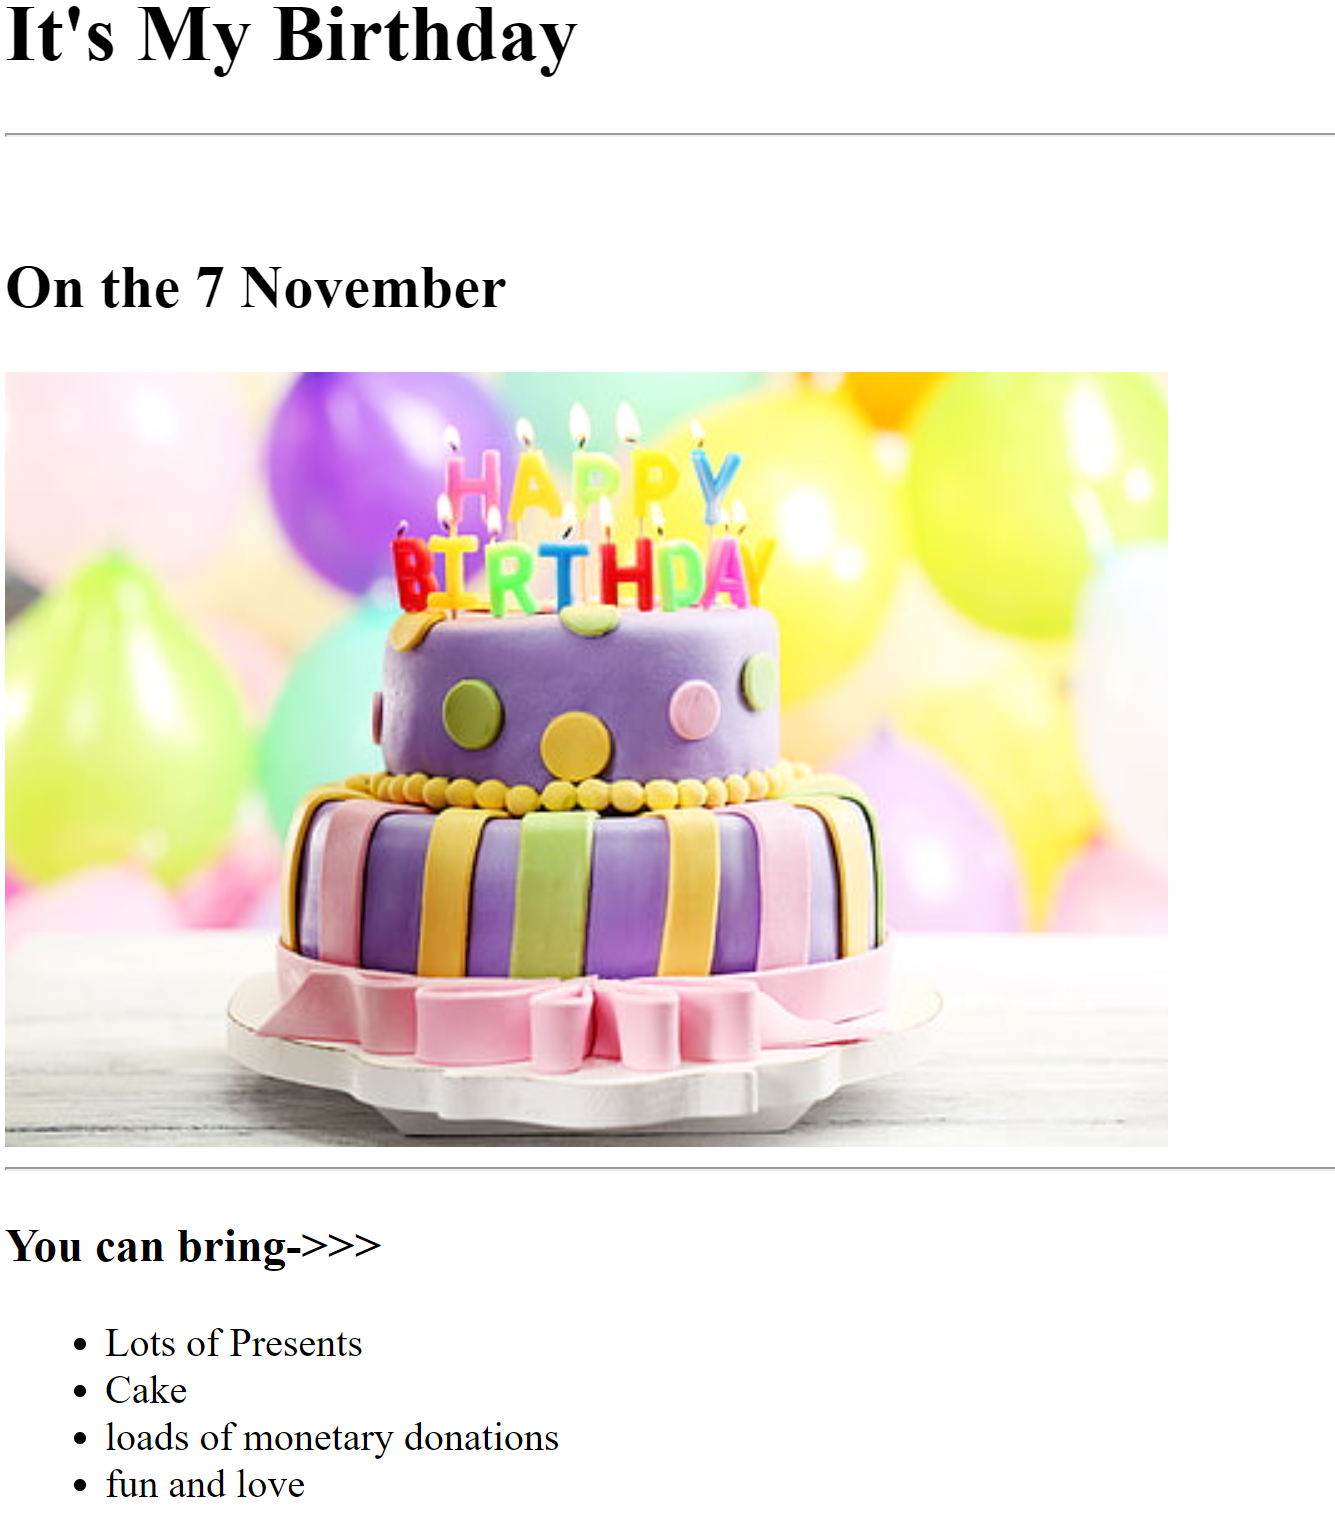 It's My Birthday
On the 7 November
HAPPY
BIRTHDAY
You can bring->>>
Lots of Presents
Cake
loads of monetary donations
fun and love